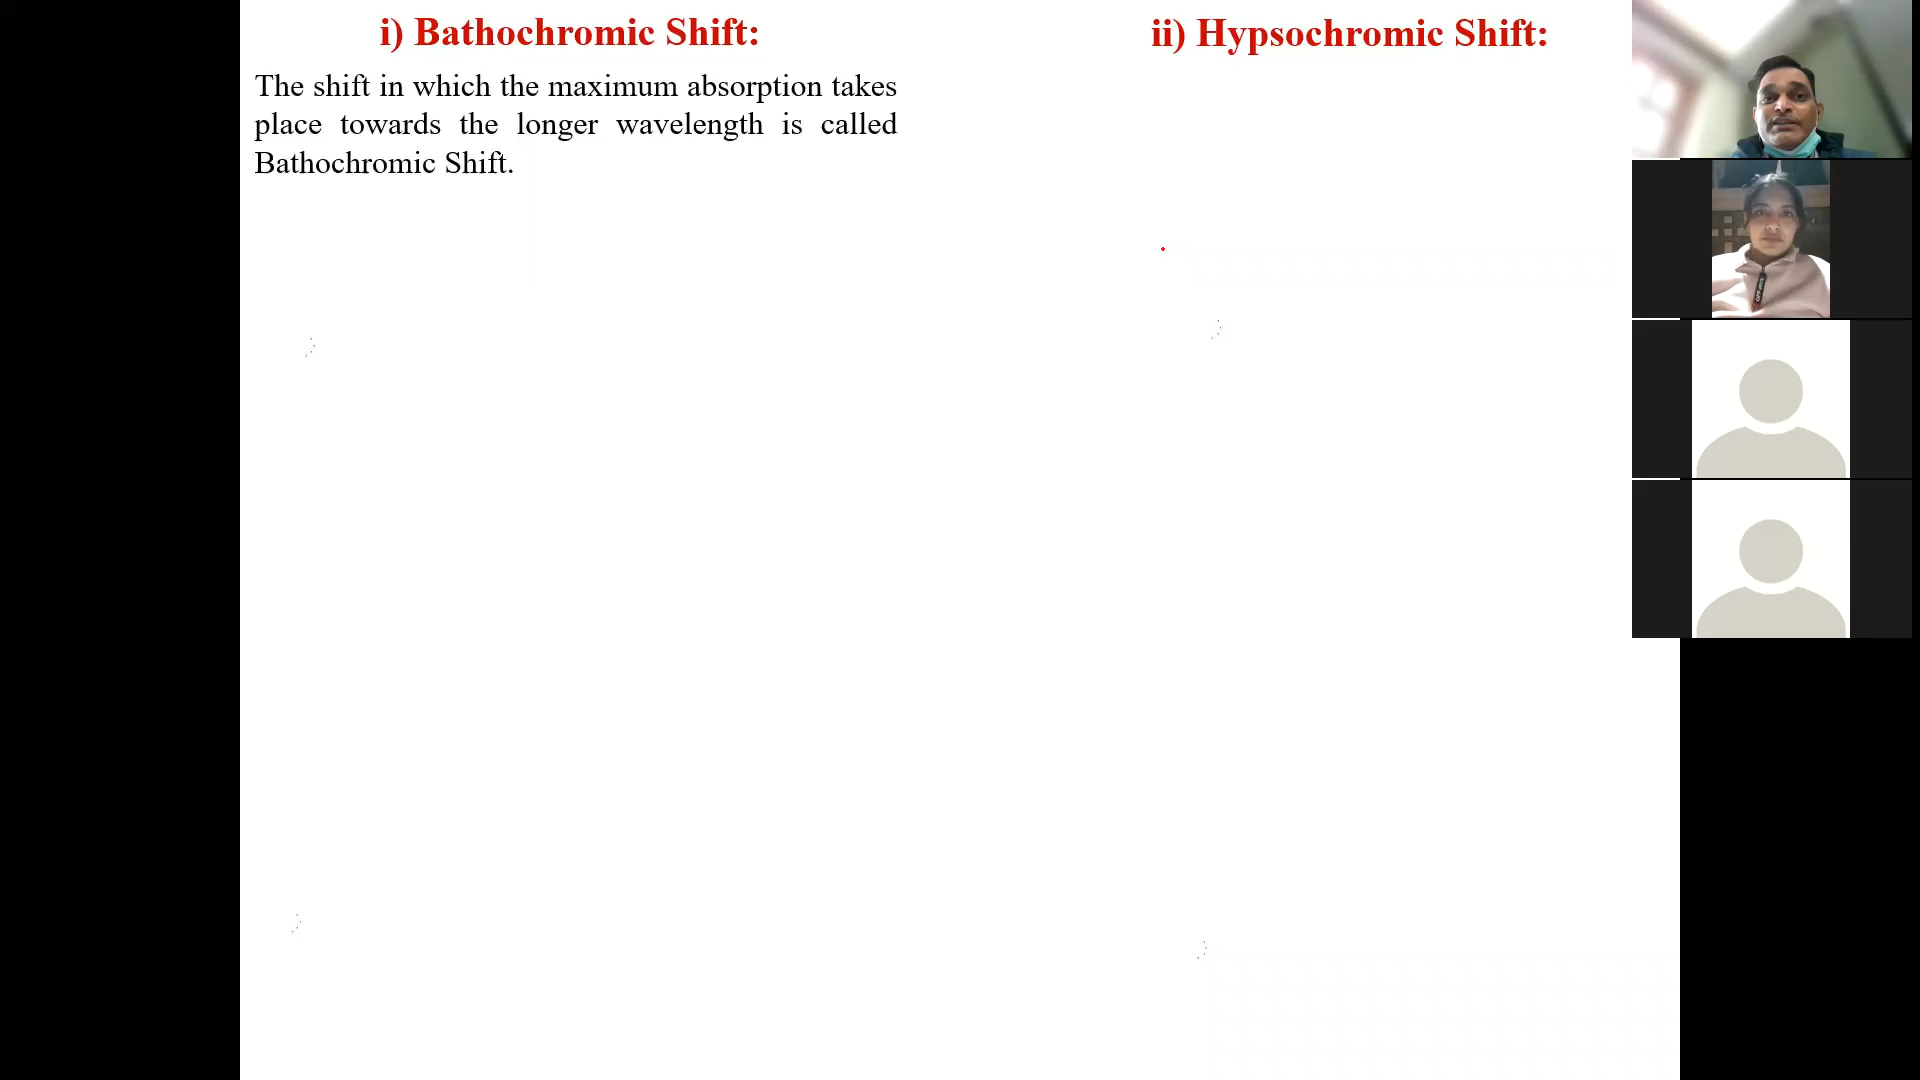 i) Bathochromic Shift:
The shift in which the maximum absorption takes
place towards the longer wavelength is called
Bathochromic Shift.
ii) Hypsochromic Shift: